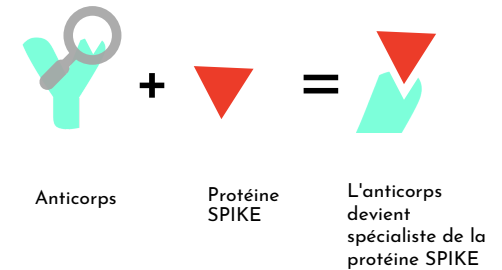 Anticorps
Protéine
SPIKE
L'anticorps
devient
spécialiste de la
protéine SPIKE